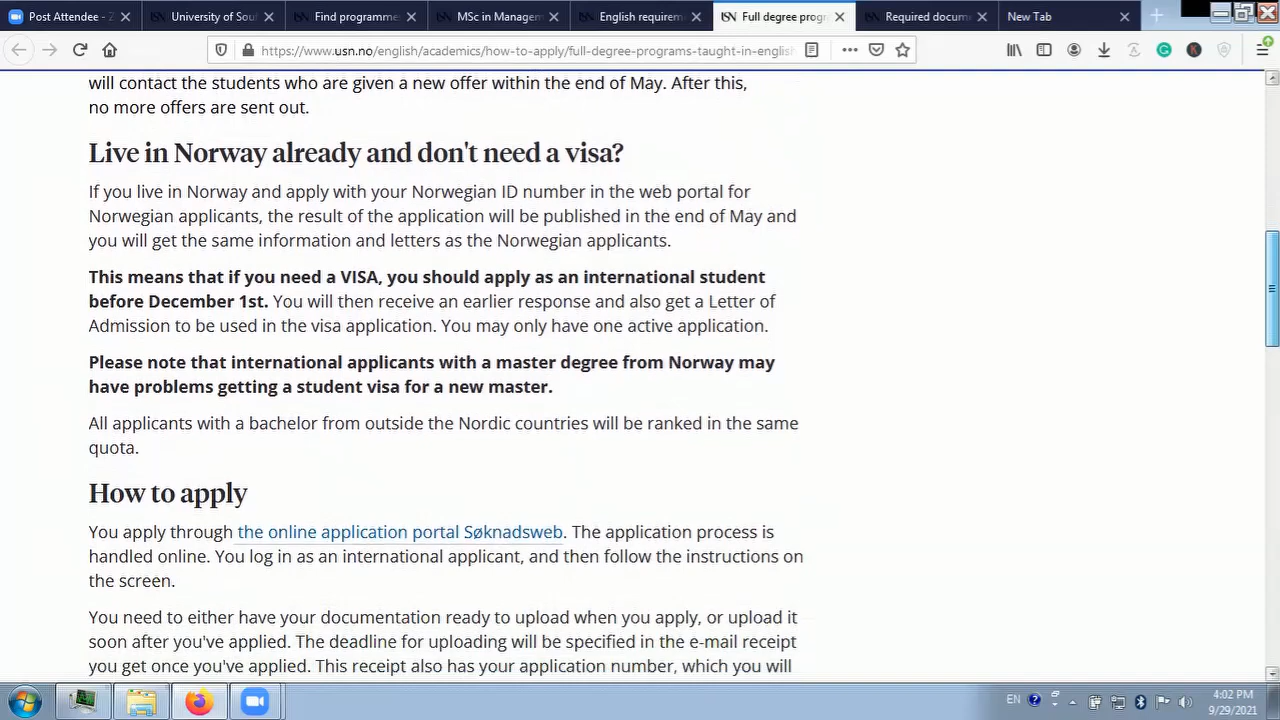 Post Attendee - Z
University of Sout
Find programme
MSc in Managem
English requirem
Full degree progr
Required docum
New Tab
https://www.usn.no/english/academics/how-to-apply/full-degree-programs-taught-in-englis
will contact the students who are given a new offer within the end of May. After this,
no more offers are sent out.
Live in Norway already and don't need a visa?
If you live in Norway and apply with your Norwegian ID number in the web portal for
Norwegian applicants, the result of the application will be published in the end of May and
you will get the same information and letters as the Norwegian applicants.
This means that if you need a VISA, you should apply as an international student
before December 1st. You will then receive an earlier response and also get a Letter of
Admission to be used in the visa application. You may only have one active application.
Please note that international applicants with a master degree from Norway may
have problems getting a student visa for a new master.
All applicants with a bachelor from outside the Nordic countries will be ranked in the same
quota.
How to apply
You apply through the online application portal Søknadsweb. The application process is
handled online. You log in as an international applicant, and then follow the instructions on
the screen.
You need to either have your documentation ready to upload when you apply, or upload it
soon after you've applied. The deadline for uploading will be specified in the e-mail receipt
you get once you've applied. This receipt also has your application number, which you will
EN
4:02 PM
9/29/2021